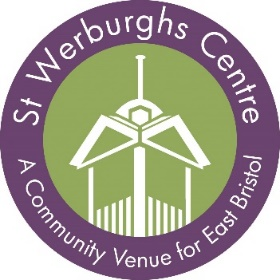 St Werburghs Centre
A Community Venue for East Bristol